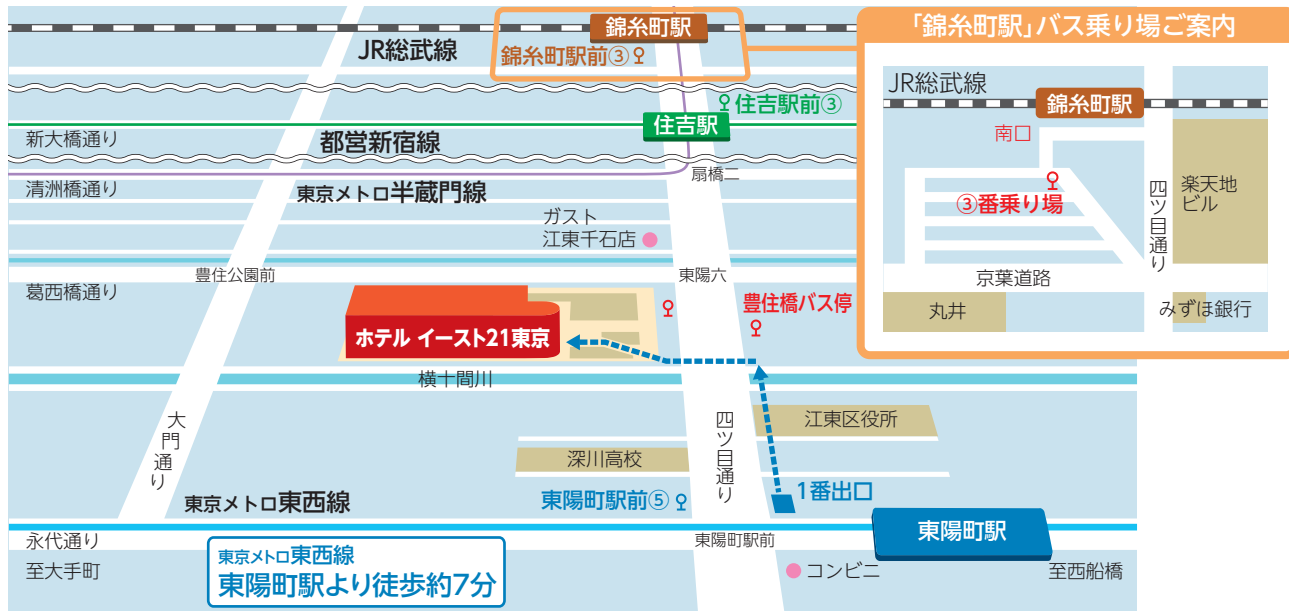 錦糸町駅
JR総武線
錦糸町駅前③
住吉駅前③
住吉駅
新大橋通り
都営新宿線
扇橋二
清洲橋通り
東京メトロ半蔵門線
ガスト
江東千石店
豊住公園前
東陽六
葛西橋通り
豊住橋バス停
ホテル イースト21東京
横十間川
大門通り
四ツ目通り
江東区役所
深川高校
東陽町駅前⑤
1番出口
東京メトロ東西線
東陽町駅
永代通り
東陽町駅前
至大手町
東京メトロ東西線
東陽町駅より徒歩約7分
コンビニ
至西船橋
「錦糸町駅」バス乗り場ご案内
JR総武線
錦糸町駅
南口
③番乗り場
四ツ目通り
楽天地
ビル
京葉道路
丸井
みずほ銀行